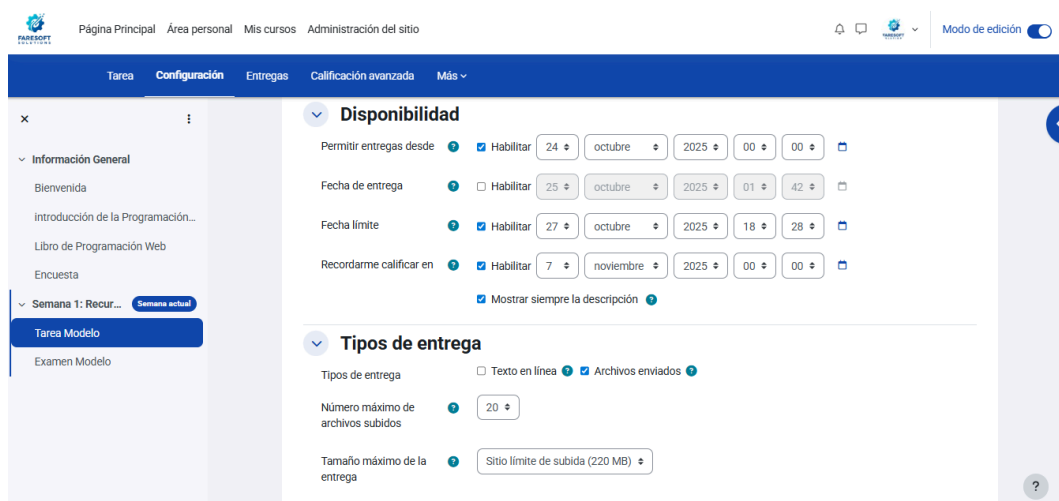 FARESOFT
SOLUTIONS
Página Principal Área personal Mis cursos Administración del sitio
Modo de edición
Tarea Configuración Entregas Calificación avanzada Más
Información General
Bienvenida
introducción de la Programación...
Libro de Programación Web
Encuesta
Semana 1: Recur... Semana actual
Tarea Modelo
Examen Modelo
Disponibilidad
Permitir entregas desde ? Habilitar 24 octubre 2025 00 00
Fecha de entrega ? Habilitar 25 octubre 2025 01 42
Fecha límite ? Habilitar 27 octubre 2025 18 28
Recordarme calificar en ? Habilitar 7 noviembre 2025 00 00
Mostrar siempre la descripción ?
Tipos de entrega
Tipos de entrega Texto en línea ? Archivos enviados ?
Número máximo de
archivos subidos ? 20
Tamaño máximo de la
entrega ? Sitio límite de subida (220 MB)
?